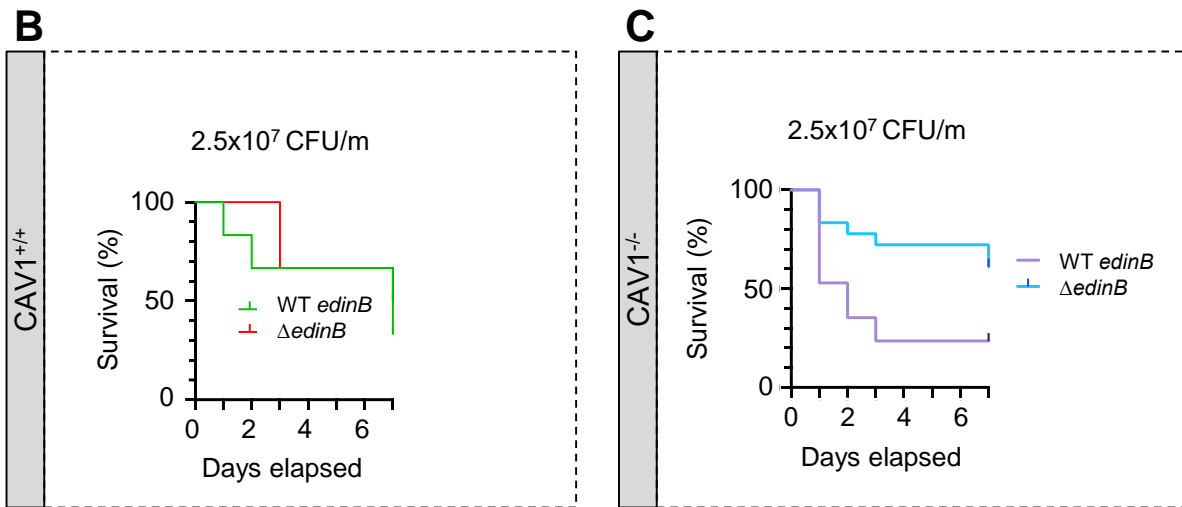 B
CAV1+/+
2.5x10⁷ CFU/m
Survival (%)
100
50
0
WT edinB
ΔedinB
0 2 4 6
Days elapsed
C
CAV1-/-
2.5x10⁷ CFU/m
Survival (%)
100
50
0
WT edinB
ΔedinB
0 2 4 6
Days elapsed